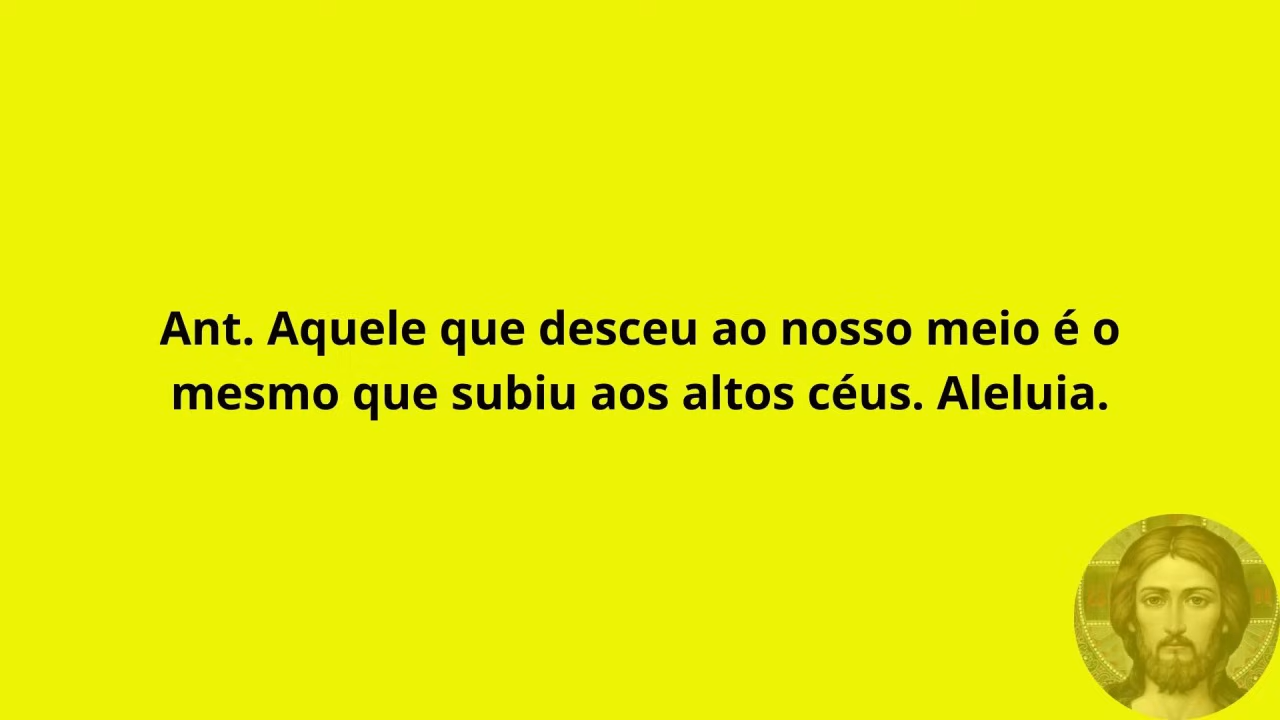 Ant. Aquele que desceu ao nosso meio é o
mesmo que subiu aos altos céus. Aleluia.